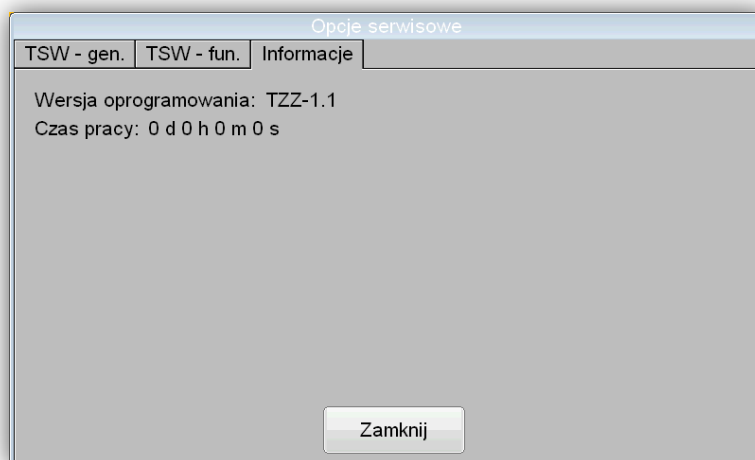 Opcje serwisowe
TSW - gen. TSW - fun. Informacje
Wersja oprogramowania: TZZ-1.1
Czas pracy: 0 d 0 h 0 m 0 s
Zamknij